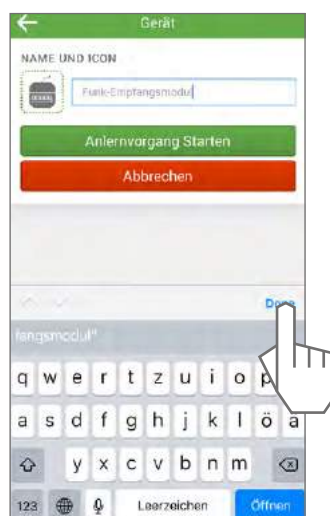 Gerät
NAME UND ICON
Funk-Empfangsmodul
Anlernvorgang Starten
Abbrechen
Done
fangsmodul"
q w e r t z u i o p
a s d f g h j k l ö ä
y x c v b n m
123 Leerzeichen Öffnen